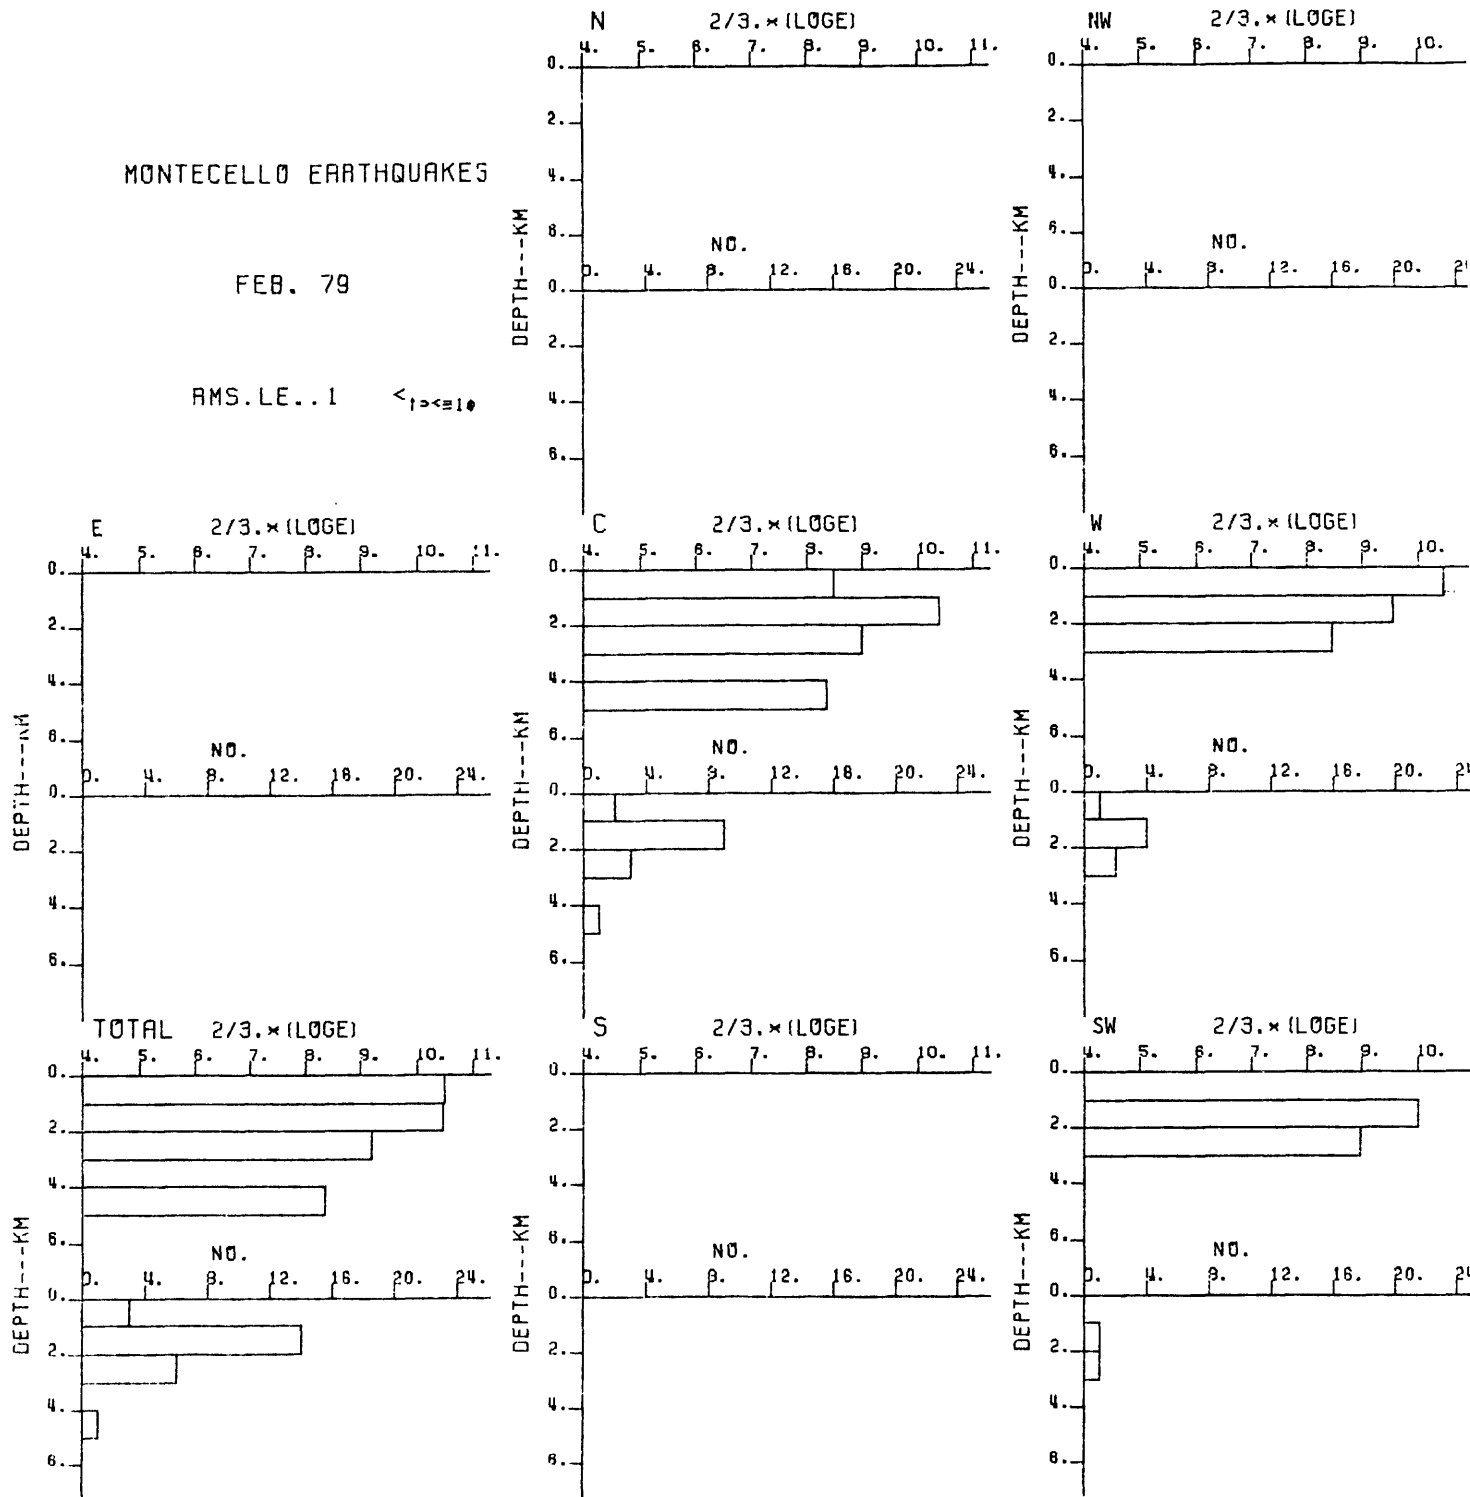 N 2/3.*(LOGE)
4. 5. 6. 7. 8. 9. 10. 11.
0.
2.
4.
6.
NO.
0. 4. 8. 12. 16. 20. 24.
0.
2.
4.
6.
DEPTH---KM
NW 2/3.*(LOGE)
4. 5. 6. 7. 8. 9. 10.
0.
2.
4.
6.
NO.
0. 4. 8. 12. 16. 20.
0.
2.
4.
6.
DEPTH---KM
MONTECELLO EARTHQUAKES
FEB. 79
RMS.LE..1
E 2/3.*(LOGE)
4. 5. 6. 7. 8. 9. 10. 11.
0.
2.
4.
6.
NO.
0. 4. 8. 12. 16. 20. 24.
0.
2.
4.
6.
DEPTH---KM
C 2/3.*(LOGE)
4. 5. 6. 7. 8. 9. 10. 11.
0.
2.
4.
6.
NO.
0. 4. 8. 12. 16. 20. 24.
0.
2.
4.
6.
DEPTH---KM
W 2/3.*(LOGE)
4. 5. 6. 7. 8. 9. 10.
0.
2.
4.
6.
NO.
0. 4. 8. 12. 16. 20.
0.
2.
4.
6.
DEPTH---KM
TOTAL 2/3.*(LOGE)
4. 5. 6. 7. 8. 9. 10. 11.
0.
2.
4.
6.
NO.
0. 4. 8. 12. 16. 20. 24.
0.
2.
4.
6.
DEPTH---KM
S 2/3.*(LOGE)
4. 5. 6. 7. 8. 9. 10. 11.
0.
2.
4.
6.
NO.
0. 4. 8. 12. 16. 20. 24.
0.
2.
4.
6.
DEPTH---KM
SW 2/3.*(LOGE)
4. 5. 6. 7. 8. 9. 10.
0.
2.
4.
6.
NO.
0. 4. 8. 12. 16. 20.
0.
2.
4.
6.
DEPTH---KM